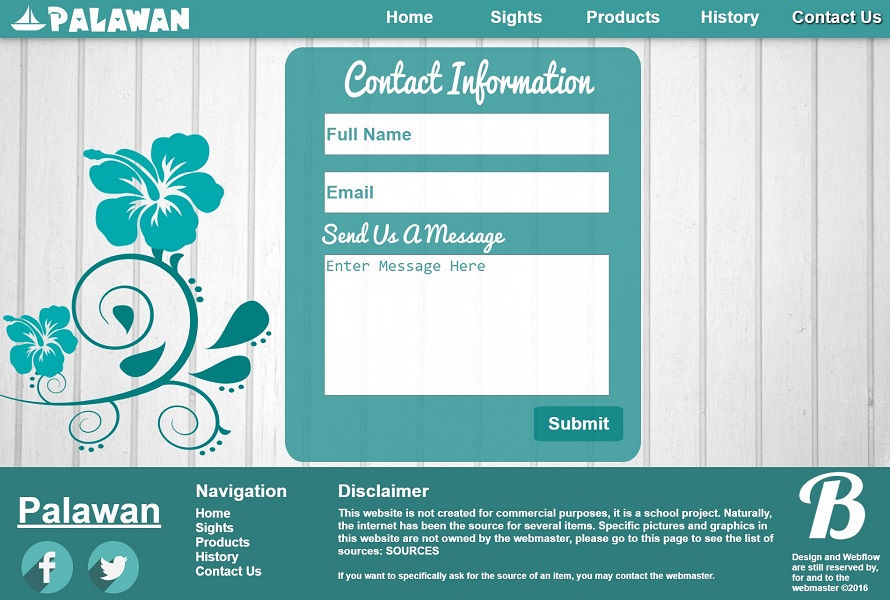 PALAWAN
Home
Sights
Products
History
Contact Us
Contact Information
Full Name
Email
Send Us A Message
Enter Message Here
Submit
Palawan
Navigation
Home
Sights
Products
History
Contact Us
Disclaimer
This website is not created for commercial purposes, it is a school project. Naturally,
the internet has been the source for several items. Specific pictures and graphics in
this website are not owned by the webmaster, please go to this page to see the list of
sources: SOURCES
If you want to specifically ask for the source of an item, you may contact the webmaster.
B
Design and Webflow
are still reserved by,
for and to the
webmaster ©2016